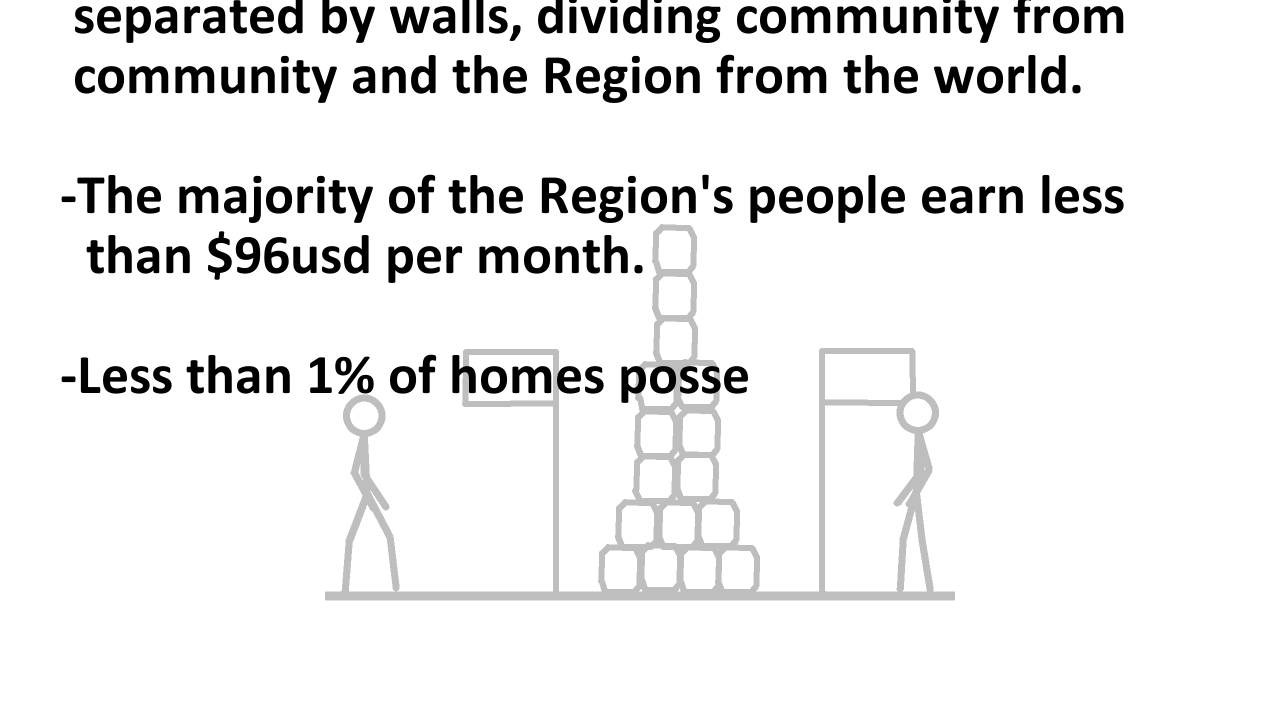 separated by walls, dividing community from
community and the Region from the world.
-The majority of the Region's people earn less
than $96usd per month.
-Less than 1% of homes posse